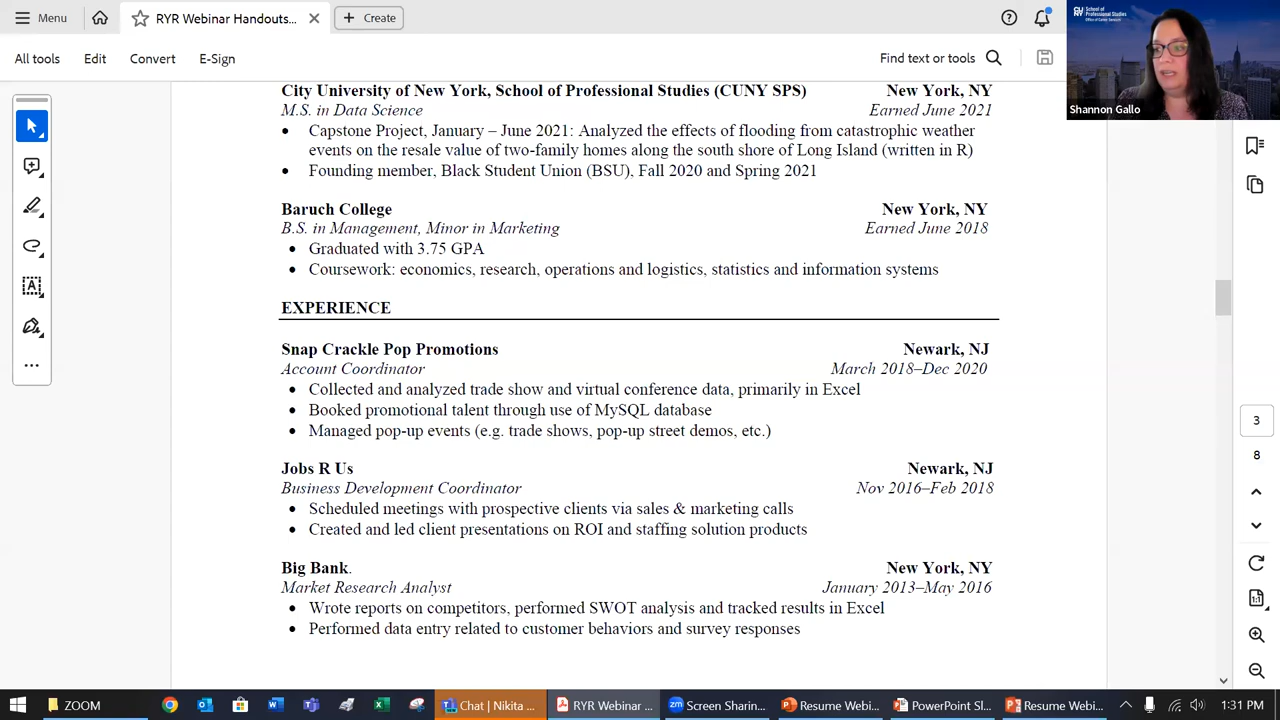 Menu
RYR Webinar Handouts...
Create
All tools
Edit
Convert
E-Sign
Find text or tools
CUNY School of
Professional Studies
Office of Career Services
Shannon Gallo
City University of New York, School of Professional Studies (CUNY SPS) New York, NY
M.S. in Data Science Earned June 2021
• Capstone Project, January – June 2021: Analyzed the effects of flooding from catastrophic weather
events on the resale value of two-family homes along the south shore of Long Island (written in R)
• Founding member, Black Student Union (BSU), Fall 2020 and Spring 2021
Baruch College New York, NY
B.S. in Management, Minor in Marketing Earned June 2018
• Graduated with 3.75 GPA
• Coursework: economics, research, operations and logistics, statistics and information systems
EXPERIENCE
Snap Crackle Pop Promotions Newark, NJ
Account Coordinator March 2018–Dec 2020
• Collected and analyzed trade show and virtual conference data, primarily in Excel
• Booked promotional talent through use of MySQL database
• Managed pop-up events (e.g. trade shows, pop-up street demos, etc.)
Jobs R Us Newark, NJ
Business Development Coordinator Nov 2016–Feb 2018
• Scheduled meetings with prospective clients via sales & marketing calls
• Created and led client presentations on ROI and staffing solution products
Big Bank. New York, NY
Market Research Analyst January 2013–May 2016
• Wrote reports on competitors, performed SWOT analysis and tracked results in Excel
• Performed data entry related to customer behaviors and survey responses
3
8
1:1
ZOOM
Chat | Nikita ...
RYR Webinar ...
Screen Sharin...
Resume Webi...
PowerPoint Sl...
Resume Webi...
1:31 PM